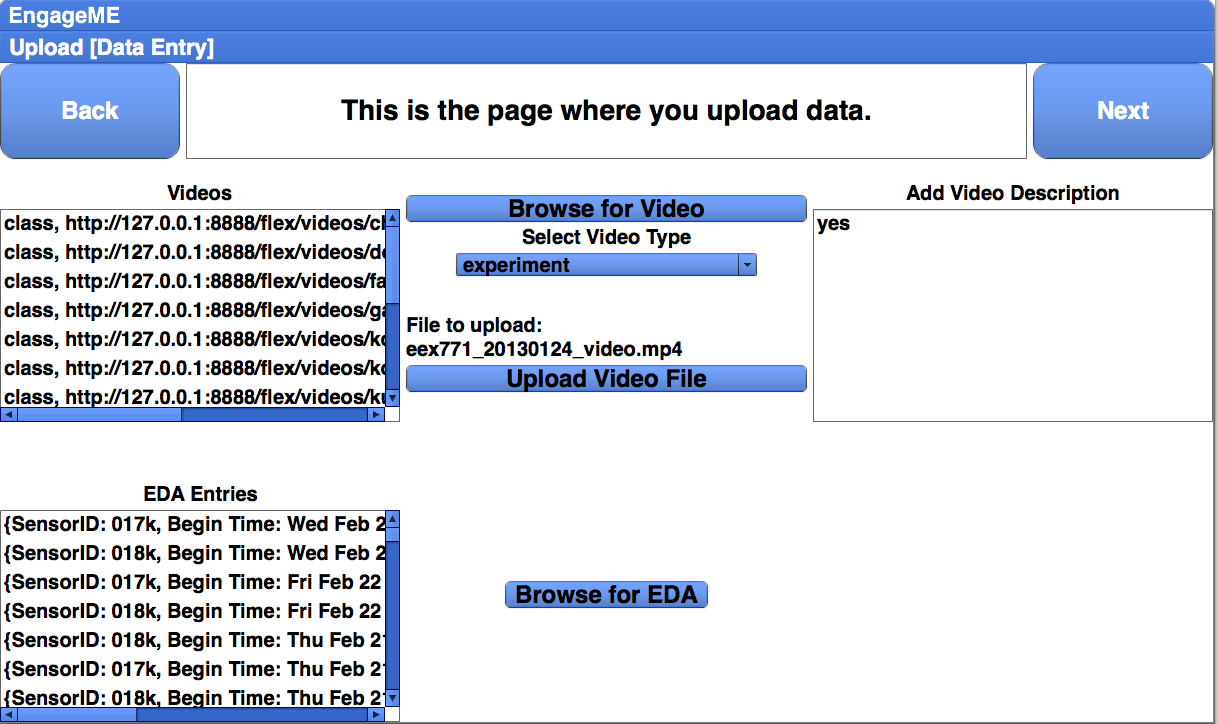 EngageME
Upload [Data Entry]
Back
This is the page where you upload data.
Next
Videos
class, http://127.0.0.1:8888/flex/videos/cl
class, http://127.0.0.1:8888/flex/videos/de
class, http://127.0.0.1:8888/flex/videos/fa
class, http://127.0.0.1:8888/flex/videos/ga
class, http://127.0.0.1:8888/flex/videos/ko
class, http://127.0.0.1:8888/flex/videos/ko
class, http://127.0.0.1:8888/flex/videos/ku
Browse for Video
Select Video Type
experiment
File to upload:
eex771_20130124_video.mp4
Upload Video File
Add Video Description
yes
EDA Entries
{SensorID: 017k, Begin Time: Wed Feb 2
{SensorID: 018k, Begin Time: Wed Feb 2
{SensorID: 017k, Begin Time: Fri Feb 22
{SensorID: 018k, Begin Time: Fri Feb 22
{SensorID: 018k, Begin Time: Thu Feb 21
{SensorID: 017k, Begin Time: Thu Feb 21
{SensorID: 018k, Begin Time: Thu Feb 21
Browse for EDA